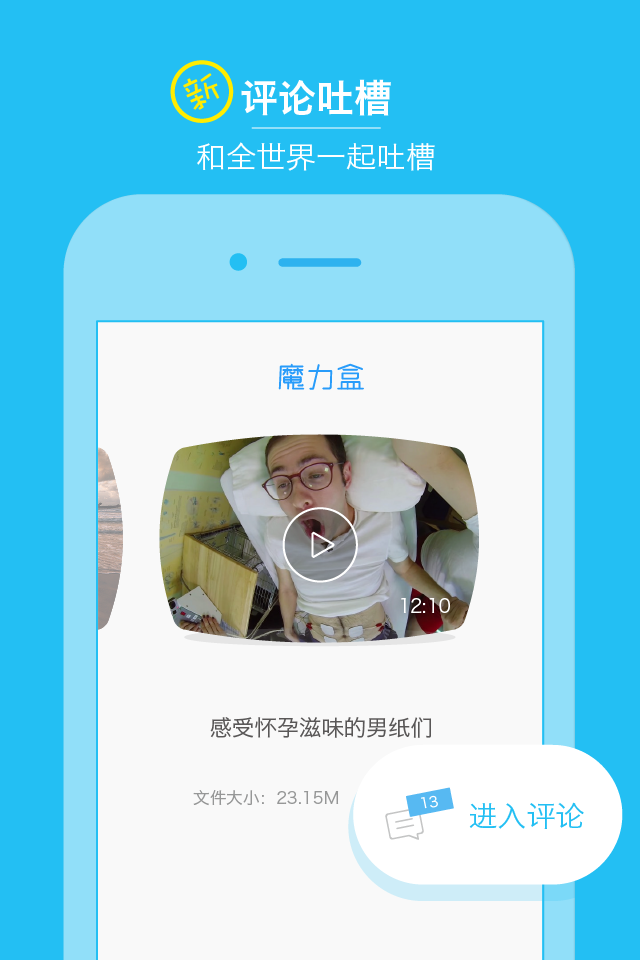 新 评论吐槽
和全世界一起吐槽
魔力盒
12:10
感受怀孕滋味的男纸们
文件大小：23.15M
13
进入评论